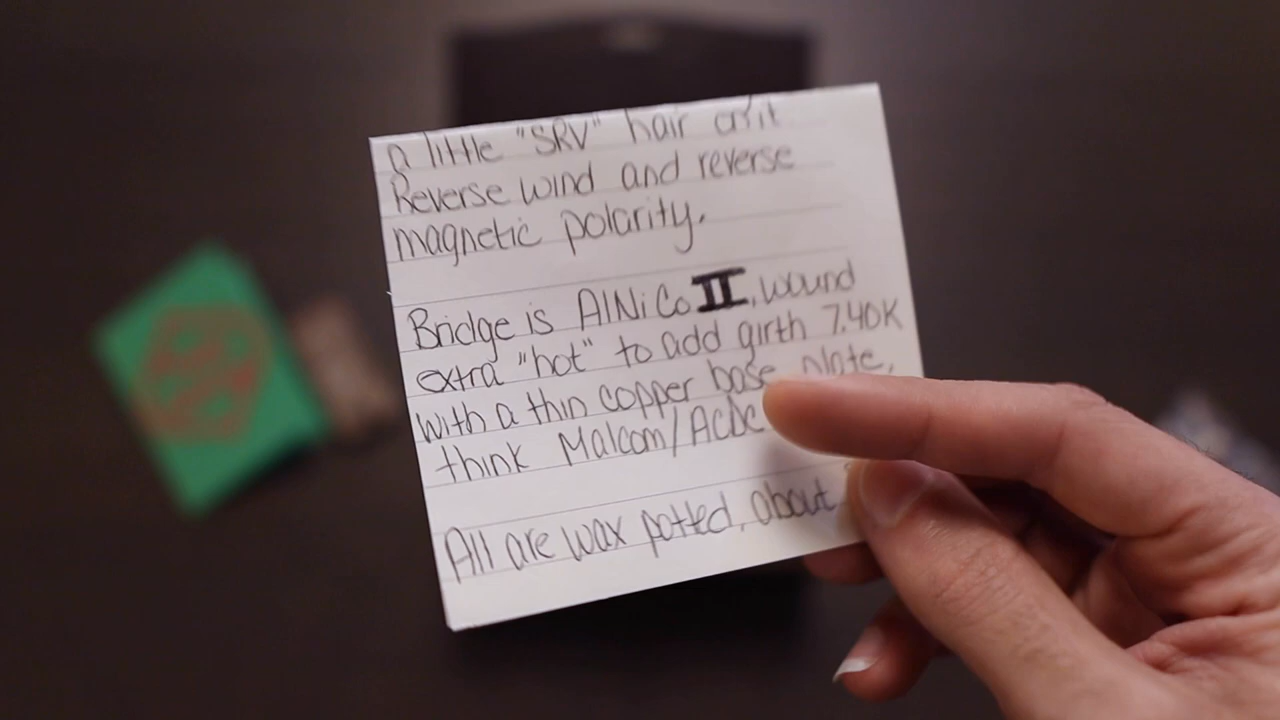 a little "SRV" hair on it
Reverse wind and reverse
magnetic polarity.
Bridge is AlNiCo II, wound
extra "hot" to add girth 7.40K
with a thin copper base plate,
think Malcom/ACDC
All are wax potted, about